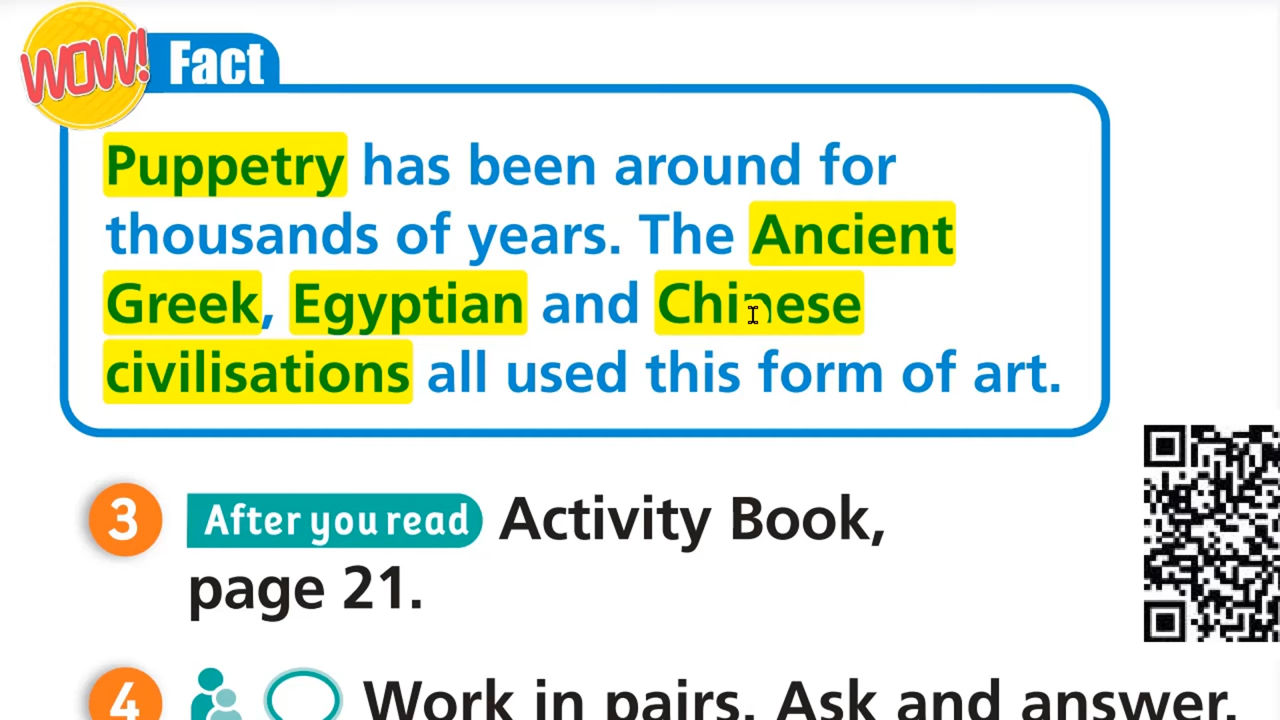 WOW! Fact
Puppetry has been around for
thousands of years. The Ancient
Greek, Egyptian and Chinese
civilisations all used this form of art.
3 After you read Activity Book,
page 21.
4 Work in pairs. Ask and answer.